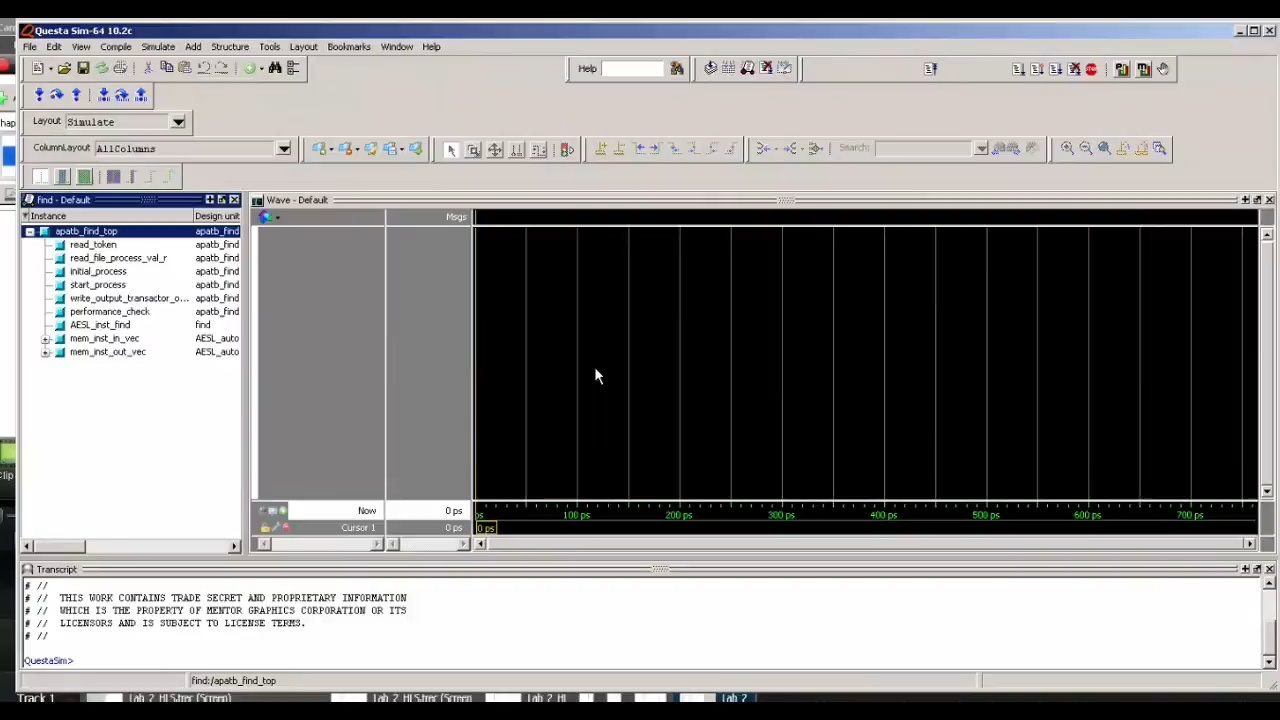 Questa Sim-64 10.2c
File Edit View Compile Simulate Add Structure Tools Layout Bookmarks Window Help
Help
Layout Simulate
ColumnLayout AllColumns
Search:
find - Default
Wave - Default
Instance Design unit
Msgs
apatb_find_top apatb_find
read_token apatb_find
read_file_process_val_r apatb_find
initial_process apatb_find
start_process apatb_find
write_output_transactor_o... apatb_find
performance_check apatb_find
AESL_inst_find find
mem_inst_in_vec AESL_auto
mem_inst_out_vec AESL_auto
Now 0 ps
Cursor 1 0 ps
ps 100 ps 200 ps 300 ps 400 ps 500 ps 600 ps 700 ps
0 ps
Transcript
# //
# // THIS WORK CONTAINS TRADE SECRET AND PROPRIETARY INFORMATION
# // WHICH IS THE PROPERTY OF MENTOR GRAPHICS CORPORATION OR ITS
# // LICENSORS AND IS SUBJECT TO LICENSE TERMS.
# //
QuestaSim>
find:/apatb_find_top
Track 1